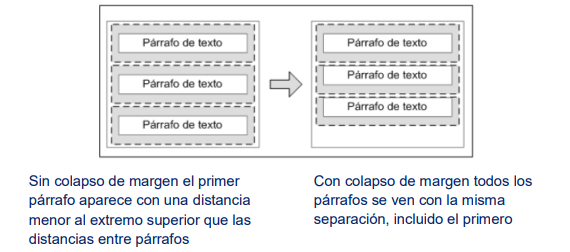 Párrafo de texto
Párrafo de texto
Párrafo de texto
Párrafo de texto
Párrafo de texto
Párrafo de texto
Sin colapso de margen el primer
párrafo aparece con una distancia
menor al extremo superior que las
distancias entre párrafos
Con colapso de margen todos los
párrafos se ven con la misma
separación, incluido el primero